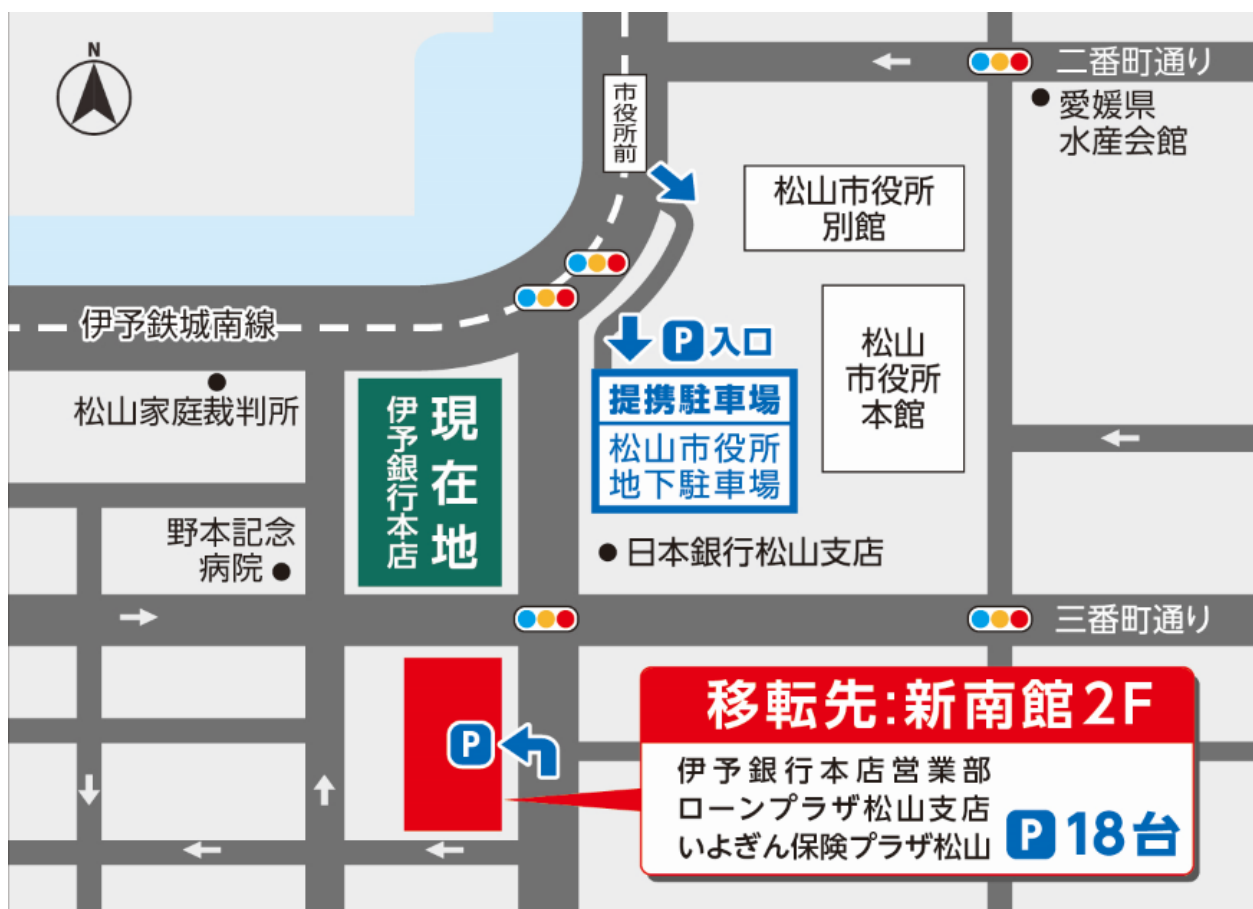 N
二番町通り
愛媛県
水産会館
市役所前
松山市役所
別館
伊予鉄城南線
P入口
松山
市役所
本館
松山家庭裁判所
現在地
伊予銀行本店
提携駐車場
松山市役所
地下駐車場
野本記念
病院
日本銀行松山支店
三番町通り
移転先:新南館2F
P
伊予銀行本店営業部
ローンプラザ松山支店
いよぎん保険プラザ松山
P18台